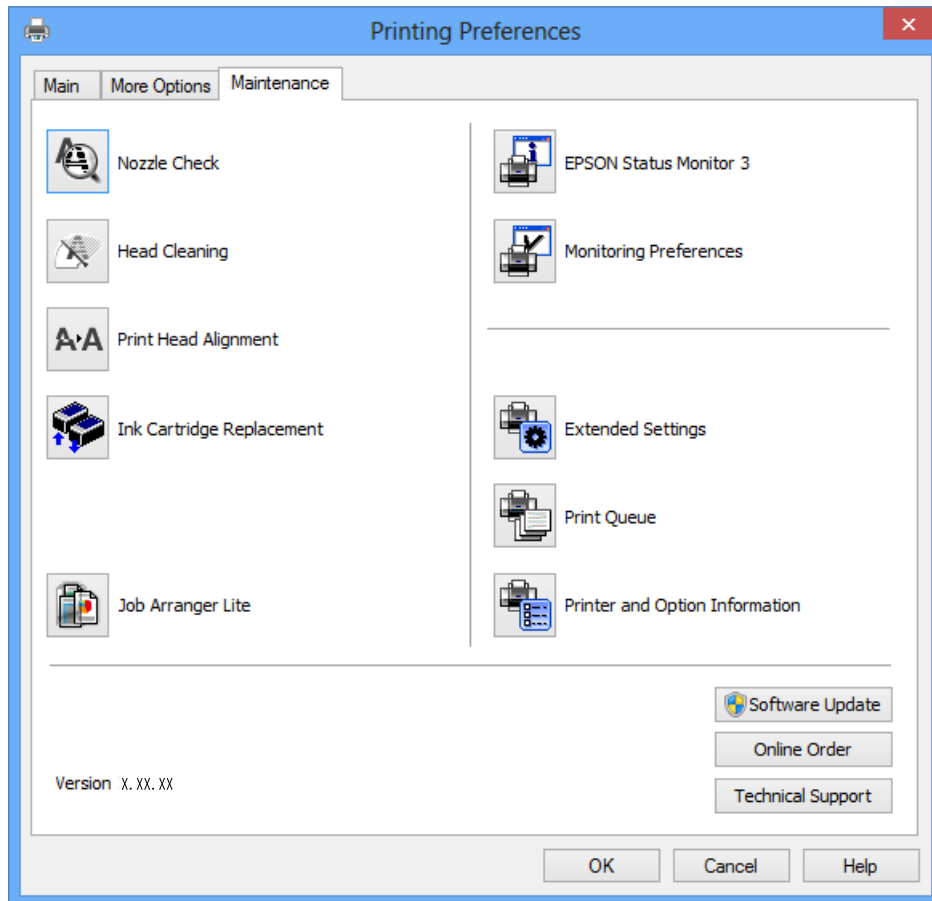 Printing Preferences
Main
More Options
Maintenance
Nozzle Check
Head Cleaning
Print Head Alignment
Ink Cartridge Replacement
Job Arranger Lite
EPSON Status Monitor 3
Monitoring Preferences
Extended Settings
Print Queue
Printer and Option Information
Software Update
Online Order
Technical Support
Version X.XX.XX
OK
Cancel
Help